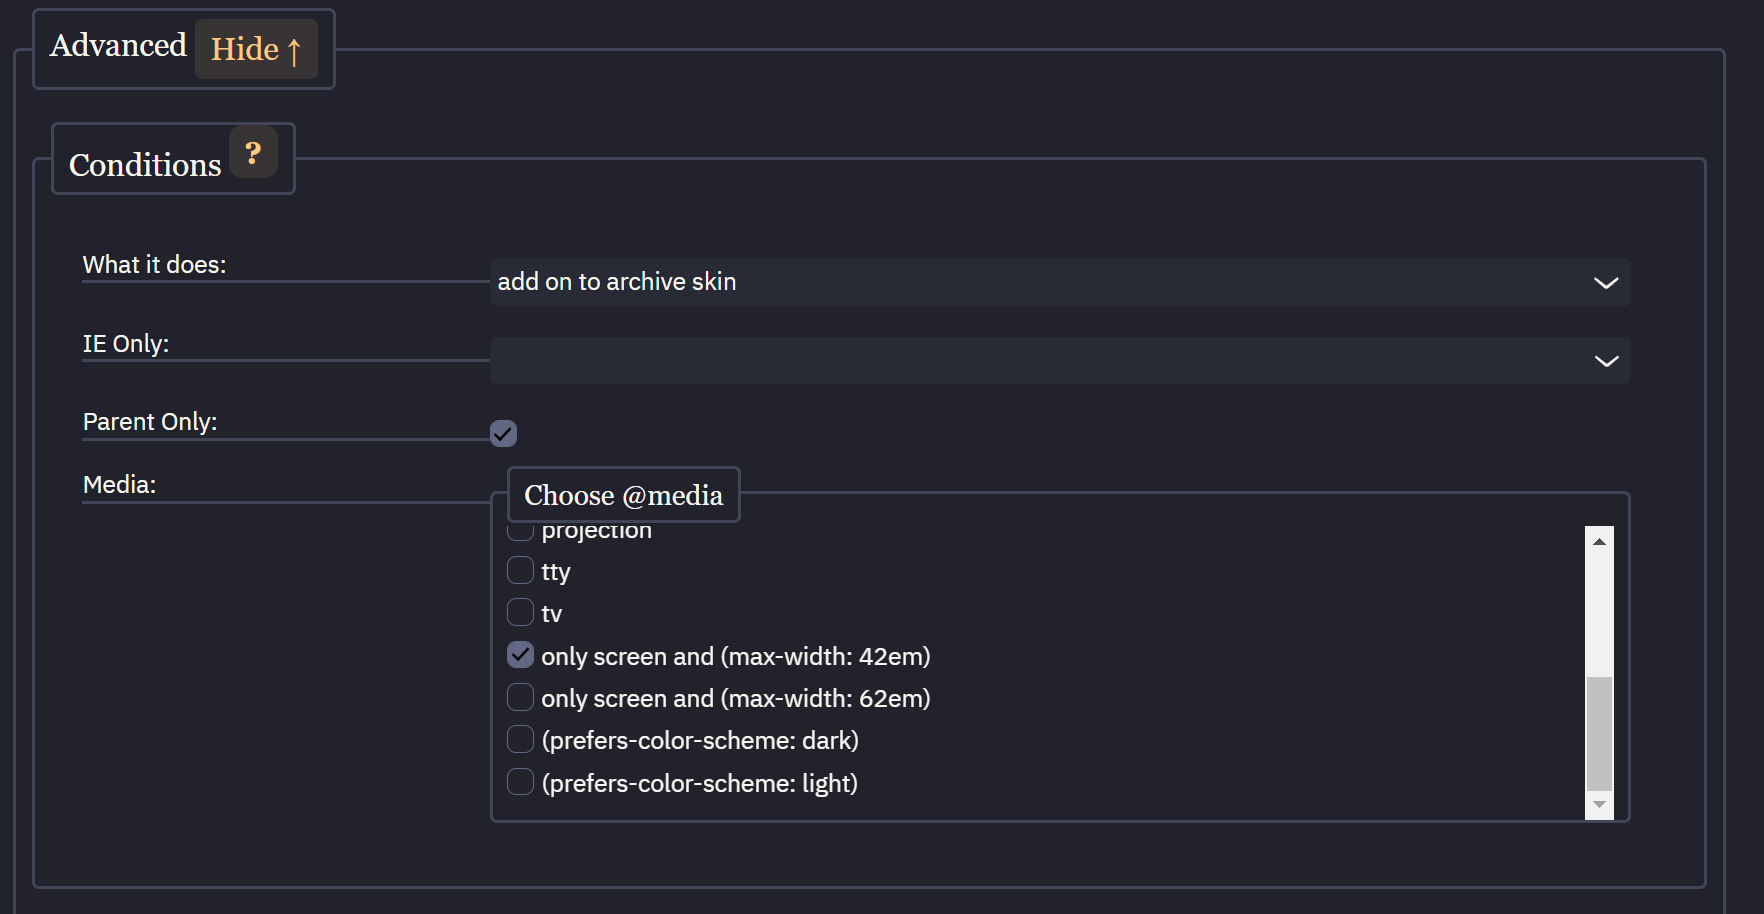 Advanced Hide ↑
Conditions ?
What it does: add on to archive skin
IE Only:
Parent Only:
Media:
Choose @media
projection
tty
tv
only screen and (max-width: 42em)
only screen and (max-width: 62em)
(prefers-color-scheme: dark)
(prefers-color-scheme: light)